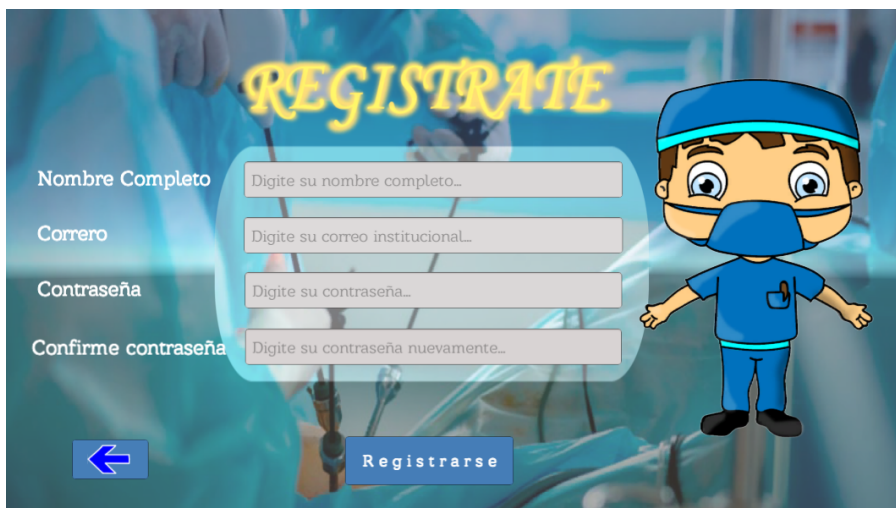 REGISTRATE
Nombre Completo
Digite su nombre completo...
Correro
Digite su correo institucional...
Contraseña
Digite su contraseña...
Confirme contraseña
Digite su contraseña nuevamente...
Registrarse